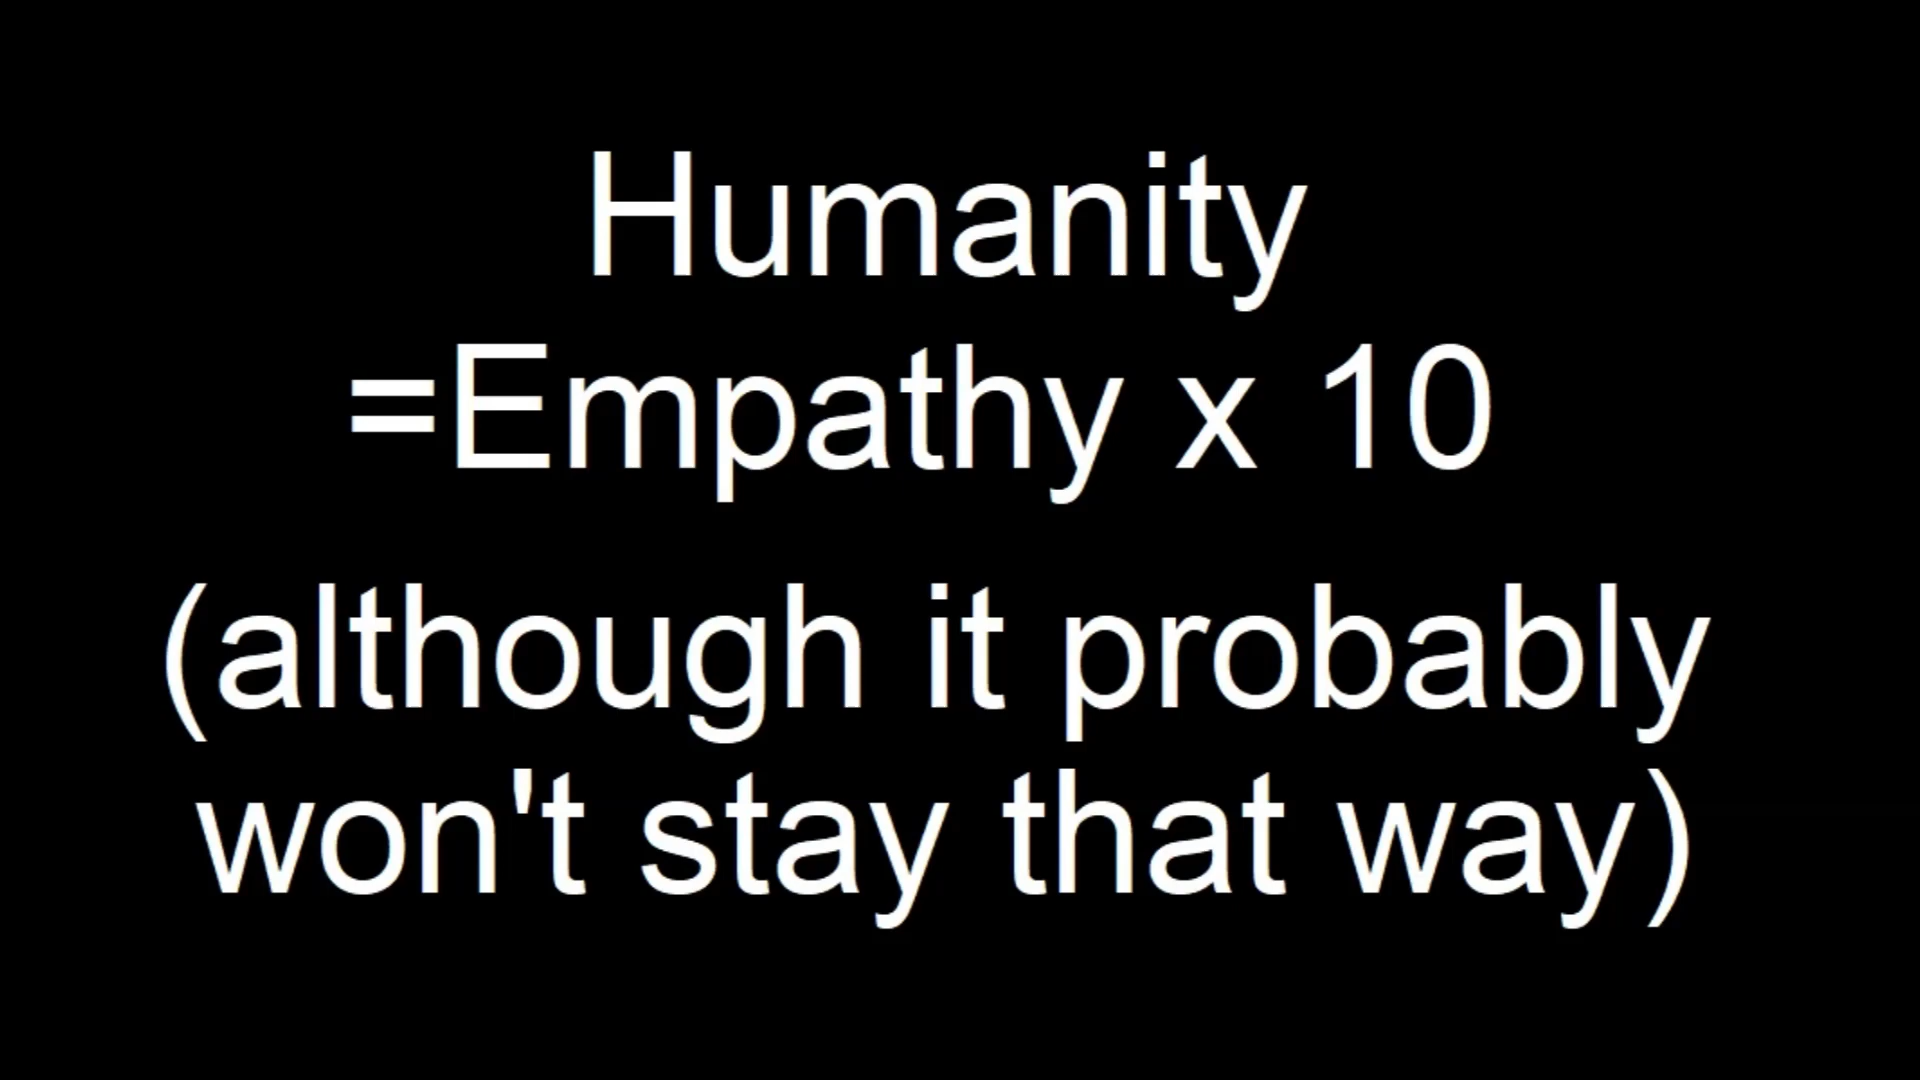 Humanity
=Empathy x 10
(although it probably
won't stay that way)